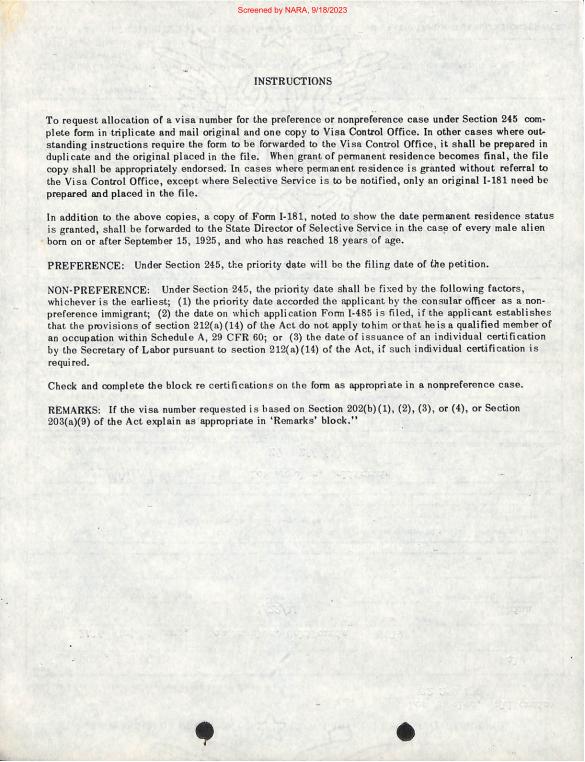 Screened by NARA, 9/18/2023
INSTRUCTIONS
To request allocation of a visa number for the preference or nonpreference case under Section 245 com-
plete form in triplicate and mail original and one copy to Visa Control Office. In other cases where out-
standing instructions require the form to be forwarded to the Visa Control Office, it shall be prepared in
duplicate and the original placed in the file. When grant of permanent residence becomes final, the file
copy shall be appropriately endorsed. In cases where permanent residence is granted without referral to
the Visa Control Office, except where Selective Service is to be notified, only an original I-181 need be
prepared and placed in the file.
In addition to the above copies, a copy of Form I-181, noted to show the date permanent residence status
is granted, shall be forwarded to the State Director of Selective Service in the case of every male alien
born on or after September 15, 1925, and who has reached 18 years of age.
PREFERENCE: Under Section 245, the priority date will be the filing date of the petition.
NON-PREFERENCE: Under Section 245, the priority date shall be fixed by the following factors,
whichever is the earliest; (1) the priority date accorded the applicant by the consular officer as a non-
preference immigrant; (2) the date on which application Form I-485 is filed, if the applicant establishes
that the provisions of section 212(a)(14) of the Act do not apply to him or that he is a qualified member of
an occupation within Schedule A, 29 CFR 60; or (3) the date of issuance of an individual certification
by the Secretary of Labor pursuant to section 212(a)(14) of the Act, if such individual certification is
required.
Check and complete the block re certifications on the form as appropriate in a nonpreference case.
REMARKS: If the visa number requested is based on Section 202(b)(1), (2), (3), or (4), or Section
203(a)(9) of the Act explain as appropriate in 'Remarks' block."